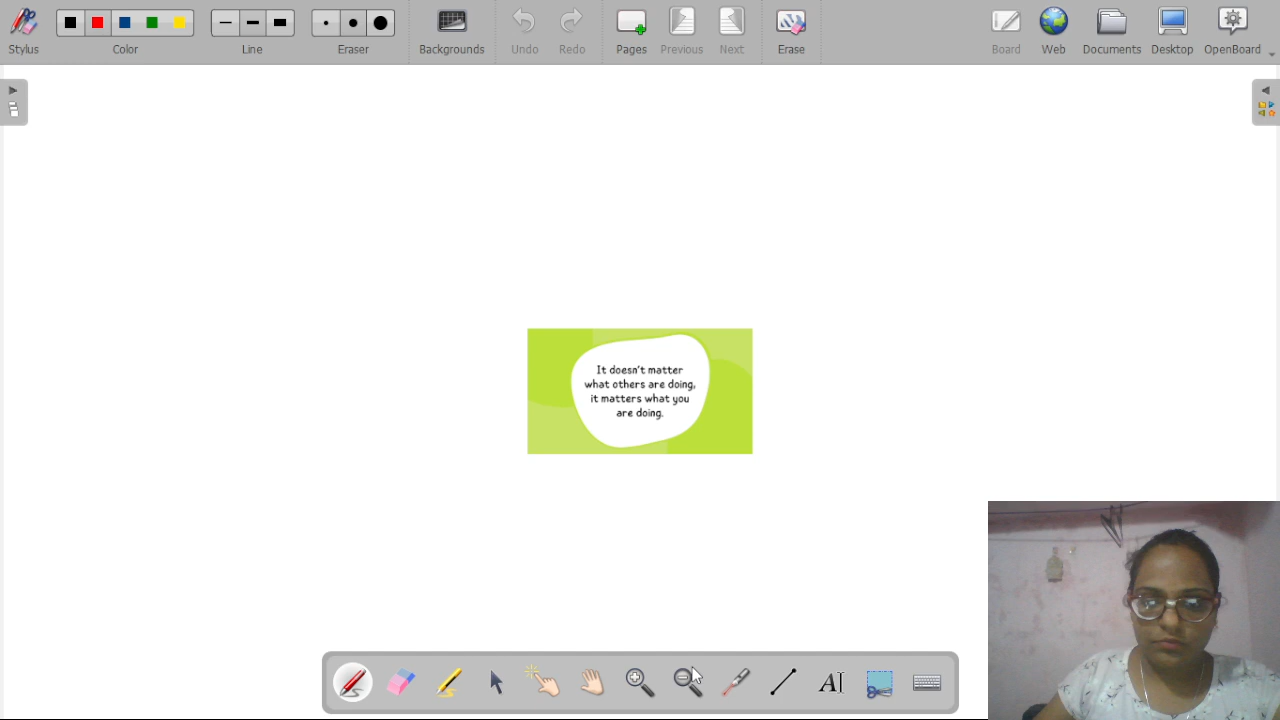 Stylus
Color
Line
Eraser
Backgrounds
Undo
Redo
Pages
Previous
Next
Erase
Board
Web
Documents
Desktop
OpenBoard
It doesn't matter
what others are doing,
it matters what you
are doing.
AI